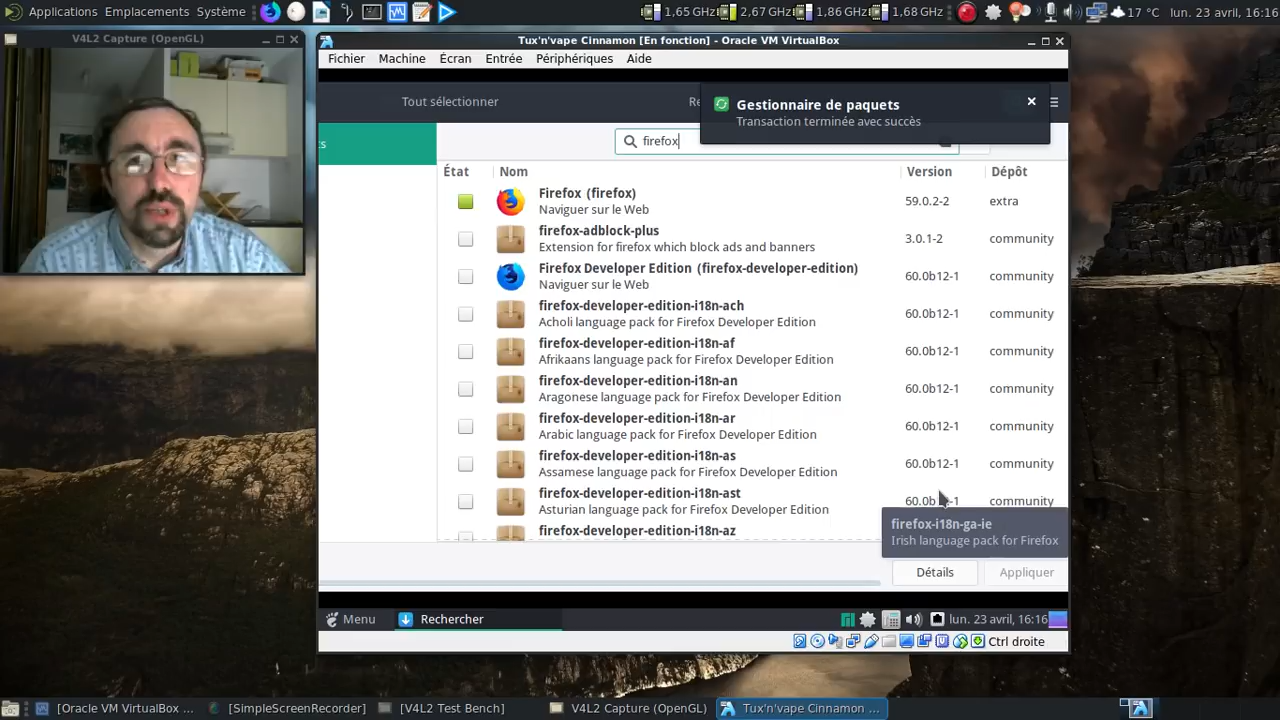 Applications Emplacements Système
1,65 GHz 2,67 GHz 1,86 GHz 1,68 GHz 17 °C lun. 23 avril, 16:16
V4L2 Capture (OpenGL)
Tux'n'vape Cinnamon [En fonction] - Oracle VM VirtualBox
Fichier Machine Écran Entrée Périphériques Aide
Tout sélectionner
Gestionnaire de paquets
Transaction terminée avec succès
firefox
État Nom Version Dépôt
Firefox (firefox) 59.0.2-2 extra
Naviguer sur le Web
firefox-adblock-plus 3.0.1-2 community
Extension for firefox which block ads and banners
Firefox Developer Edition (firefox-developer-edition) 60.0b12-1 community
Naviguer sur le Web
firefox-developer-edition-i18n-ach 60.0b12-1 community
Acholi language pack for Firefox Developer Edition
firefox-developer-edition-i18n-af 60.0b12-1 community
Afrikaans language pack for Firefox Developer Edition
firefox-developer-edition-i18n-an 60.0b12-1 community
Aragonese language pack for Firefox Developer Edition
firefox-developer-edition-i18n-ar 60.0b12-1 community
Arabic language pack for Firefox Developer Edition
firefox-developer-edition-i18n-as 60.0b12-1 community
Assamese language pack for Firefox Developer Edition
firefox-developer-edition-i18n-ast community
Asturian language pack for Firefox Developer Edition
firefox-developer-edition-i18n-az
firefox-i18n-ga-ie
Irish language pack for Firefox
Détails Appliquer
Menu Rechercher lun. 23 avril, 16:16
Ctrl droite
[Oracle VM VirtualBox ... [SimpleScreenRecorder] [V4L2 Test Bench] V4L2 Capture (OpenGL) Tux'n'vape Cinnamon ...